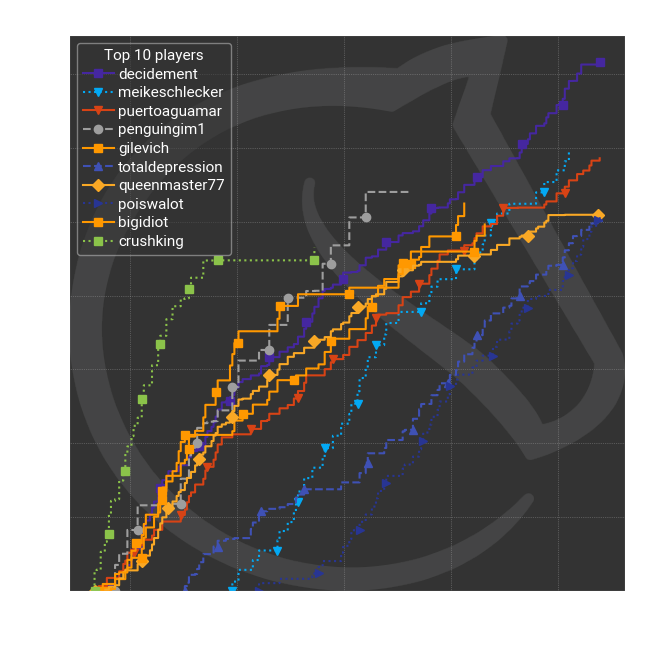 Top 10 players
decidement
meikeschlecker
puertoaguamar
penguingim1
gilevich
totaldepression
queenmaster77
poiswalot
bigidiot
crushking